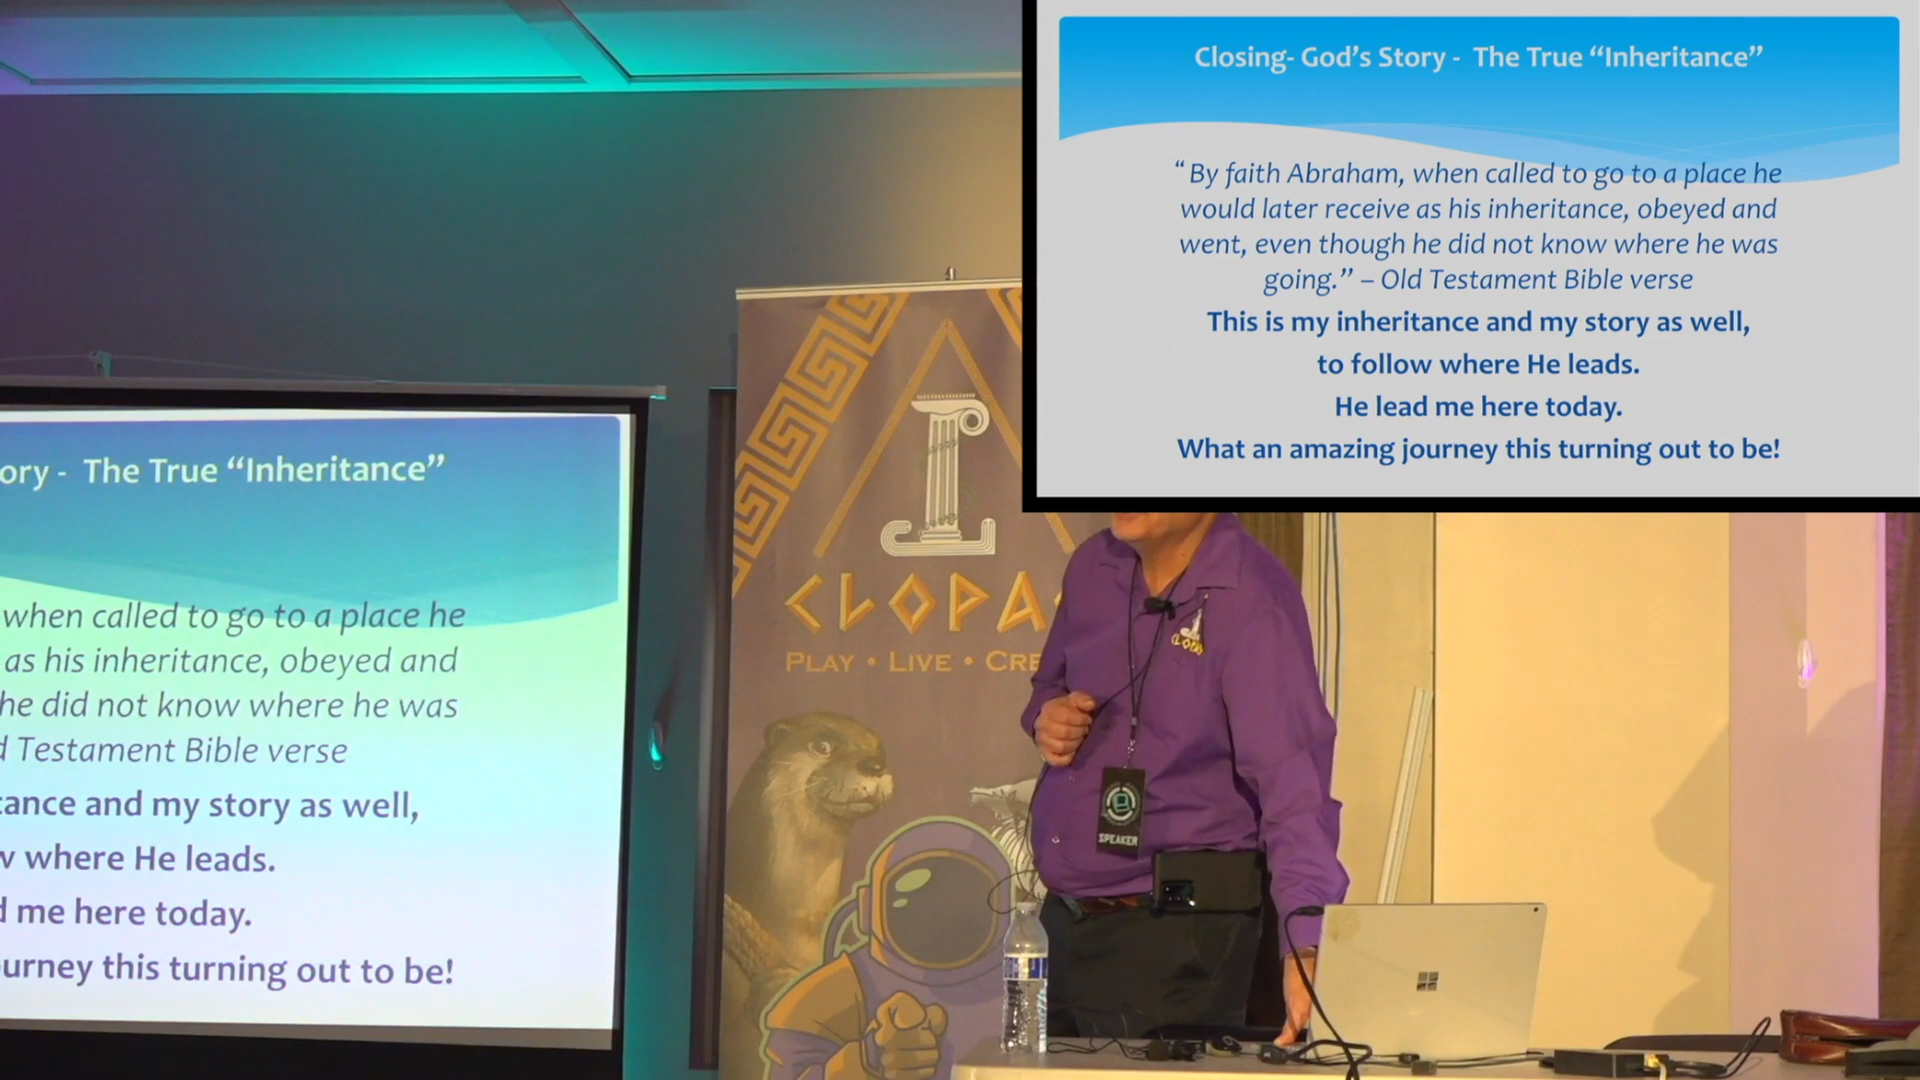 Closing- God's Story - The True “Inheritance”
“ By faith Abraham, when called to go to a place he
would later receive as his inheritance, obeyed and
went, even though he did not know where he was
going.” – Old Testament Bible verse
This is my inheritance and my story as well,
to follow where He leads.
He lead me here today.
What an amazing journey this turning out to be!
ory - The True “Inheritance”
when called to go to a place he
as his inheritance, obeyed and
he did not know where he was
d Testament Bible verse
tance and my story as well,
w where He leads.
d me here today.
urney this turning out to be!
CLOPA
PLAY • LIVE • CRE
CLOPAS
SPEAKER